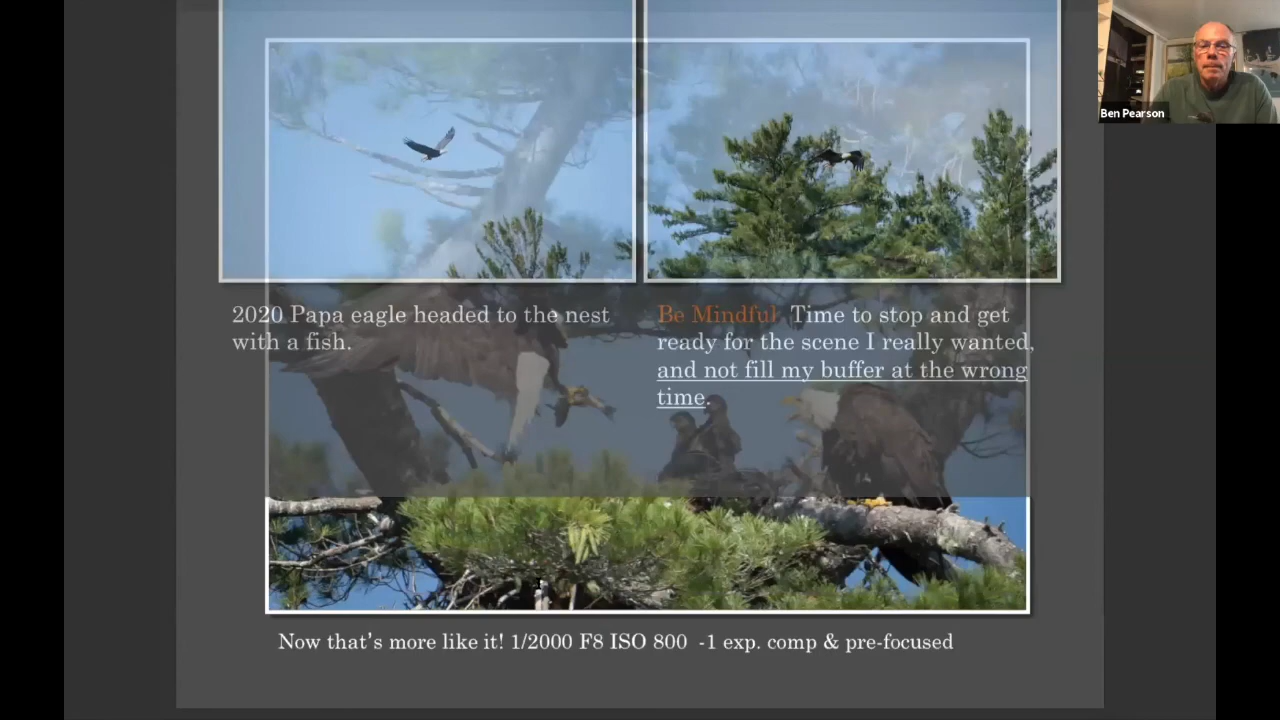 Ben Pearson
2020 Papa eagle headed to the nest
with a fish.
Be Mindful Time to stop and get
ready for the scene I really wanted,
and not fill my buffer at the wrong
time.
Now that's more like it! 1/2000 F8 ISO 800 -1 exp. comp & pre-focused